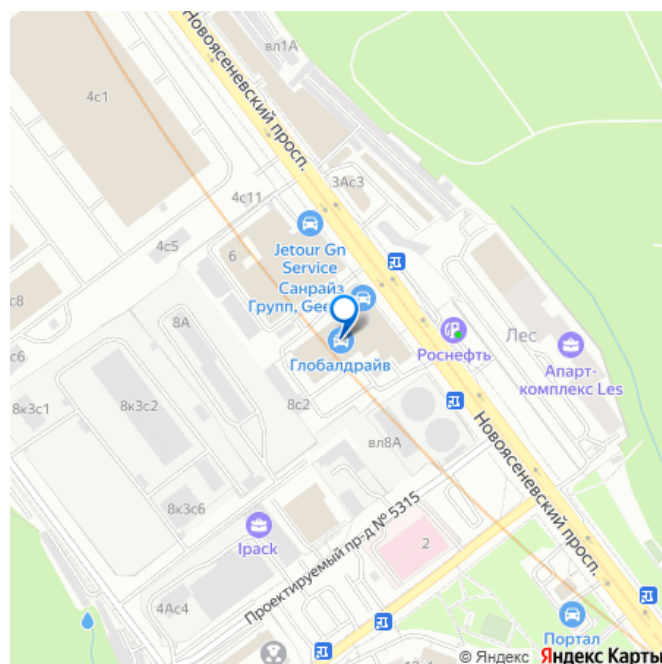 вл1А
4с1
Новоясеневский просп.
3Ас3
4с11
Jetour Gn
Service
4с5
6
Санрайз
Групп, Gee
с8
8А
Лес
Роснефть
Глобалдрайв
Апарт-
комплекс Les
с6
8к3с1
8к3с2
8с2
вл8А
Новоясеневский просп.
8к3с6
Ipack
Проектируемый пр-д № 5315
2
4Ас4
Портал
© Яндекс Яндекс Карты